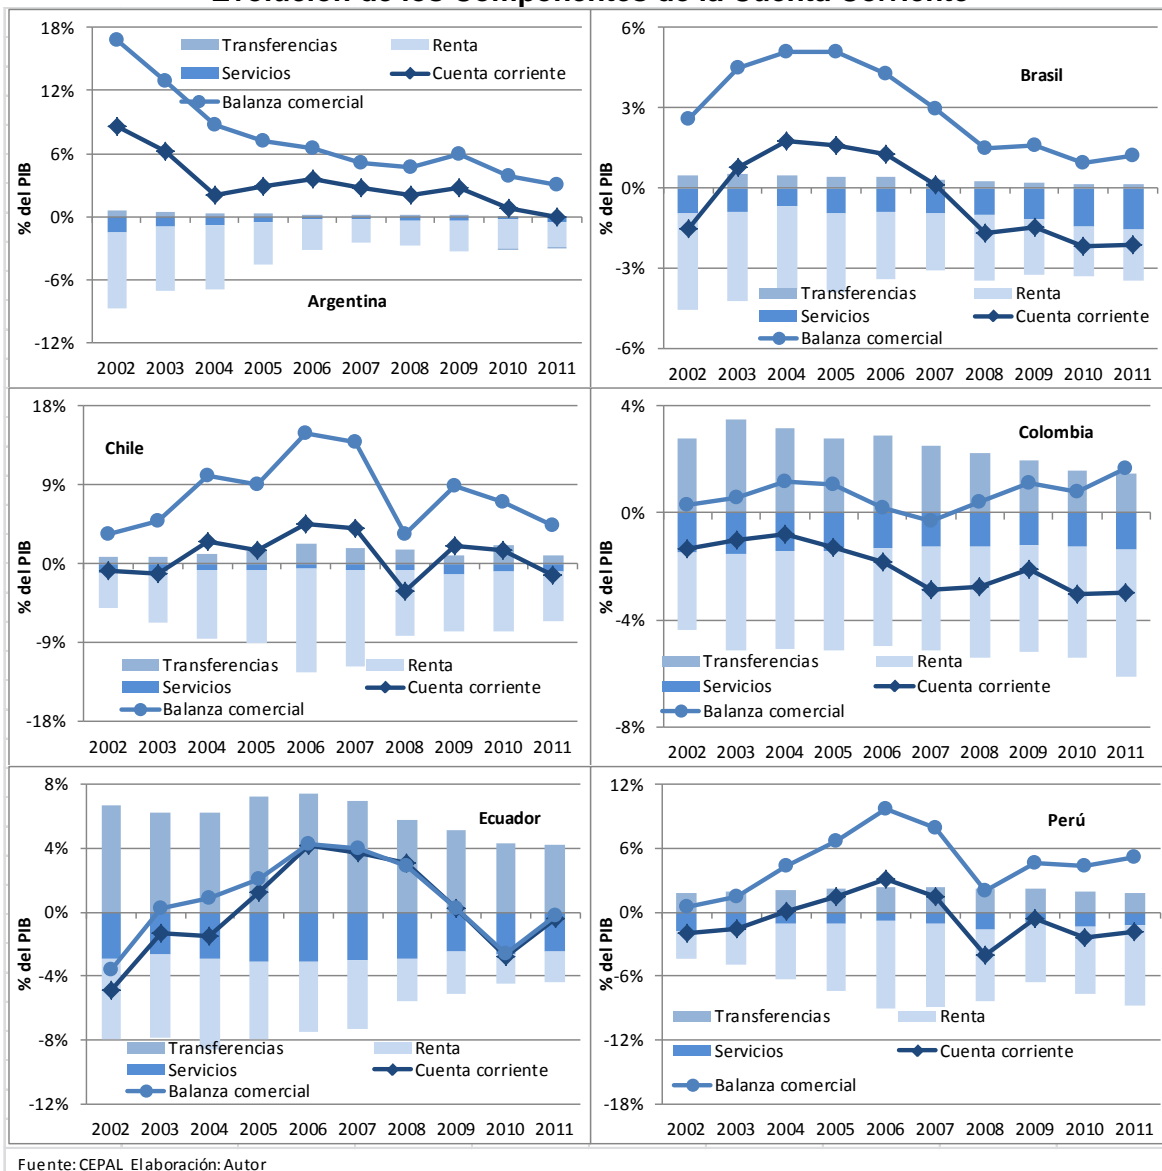 Evolución de los Componentes de la Cuenta Corriente
18%
12%
6%
0%
-6%
-12%
% del PIB
Transferencias
Renta
Servicios
Cuenta corriente
Balanza comercial
Argentina
2002 2003 2004 2005 2006 2007 2008 2009 2010 2011
6%
3%
0%
-3%
-6%
% del PIB
Brasil
Transferencias
Renta
Servicios
Cuenta corriente
Balanza comercial
2002 2003 2004 2005 2006 2007 2008 2009 2010 2011
18%
9%
0%
-9%
-18%
% del PIB
Chile
Transferencias
Renta
Servicios
Cuenta corriente
Balanza comercial
2002 2003 2004 2005 2006 2007 2008 2009 2010 2011
4%
0%
-4%
-8%
% del PIB
Colombia
Transferencias
Renta
Servicios
Cuenta corriente
Balanza comercial
2002 2003 2004 2005 2006 2007 2008 2009 2010 2011
8%
4%
0%
-4%
-8%
-12%
% del PIB
Ecuador
Transferencias
Renta
Servicios
Cuenta corriente
Balanza comercial
2002 2003 2004 2005 2006 2007 2008 2009 2010 2011
12%
6%
0%
-6%
-12%
-18%
% del PIB
Perú
Transferencias
Renta
Servicios
Cuenta corriente
Balanza comercial
2002 2003 2004 2005 2006 2007 2008 2009 2010 2011
Fuente: CEPAL Elaboración: Autor